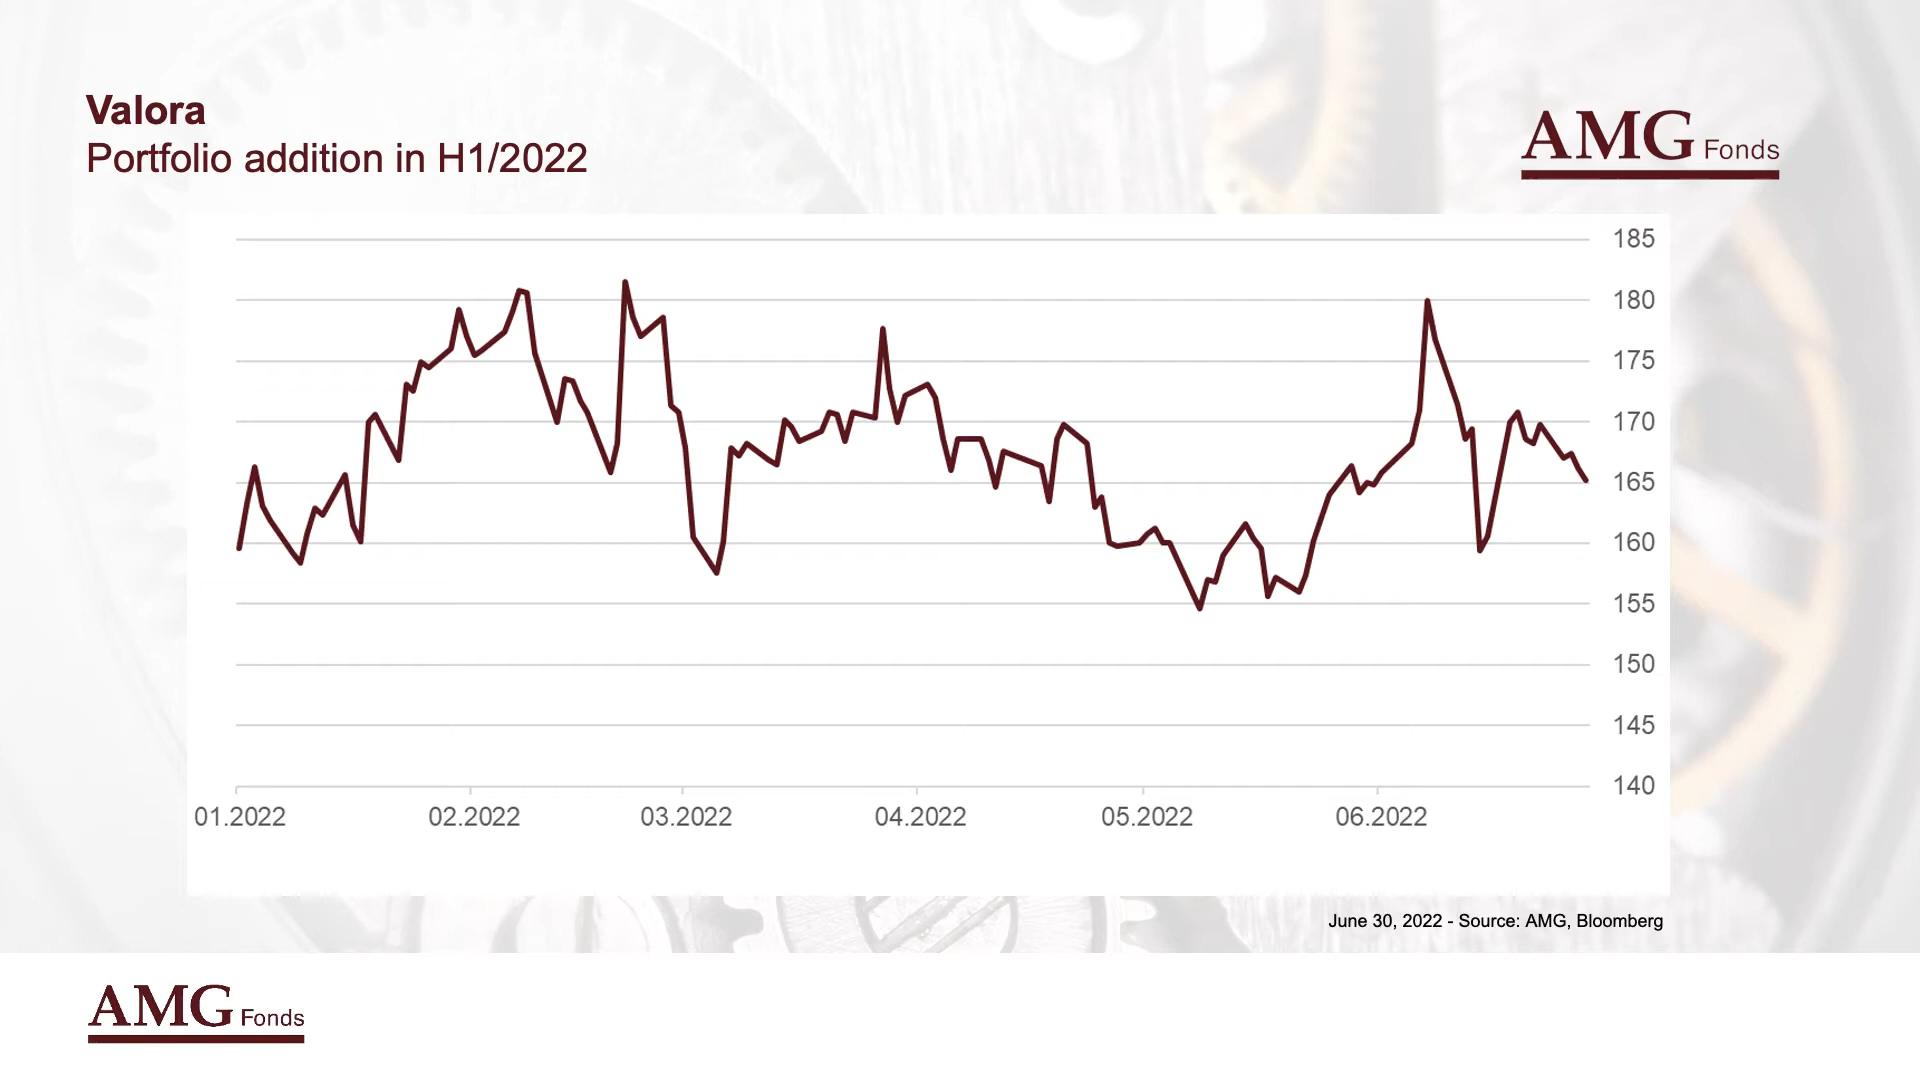 Valora
Portfolio addition in H1/2022
AMG Fonds
185
180
175
170
165
160
155
150
145
140
01.2022 02.2022 03.2022 04.2022 05.2022 06.2022
June 30, 2022 - Source: AMG, Bloomberg
AMG Fonds